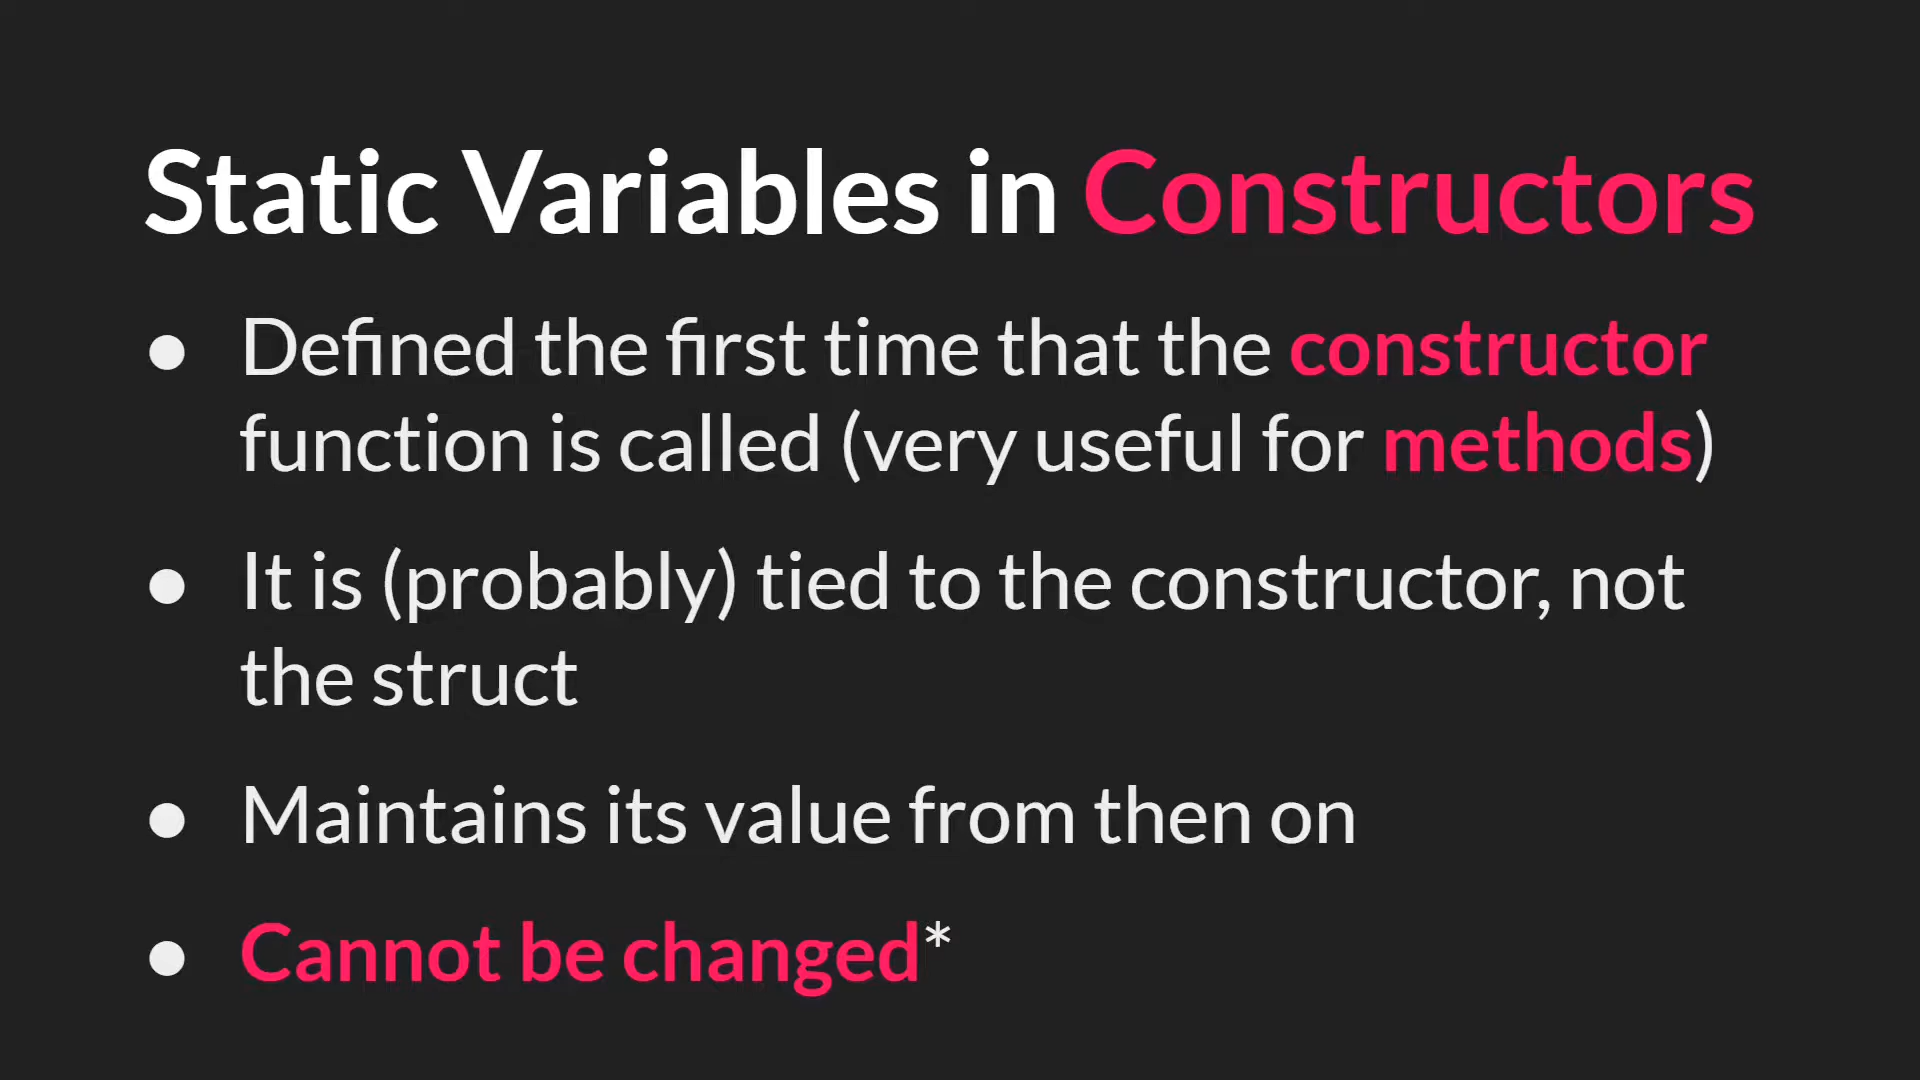 Static Variables in Constructors
● Defined the first time that the constructor
function is called (very useful for methods)
● It is (probably) tied to the constructor, not
the struct
● Maintains its value from then on
● Cannot be changed*